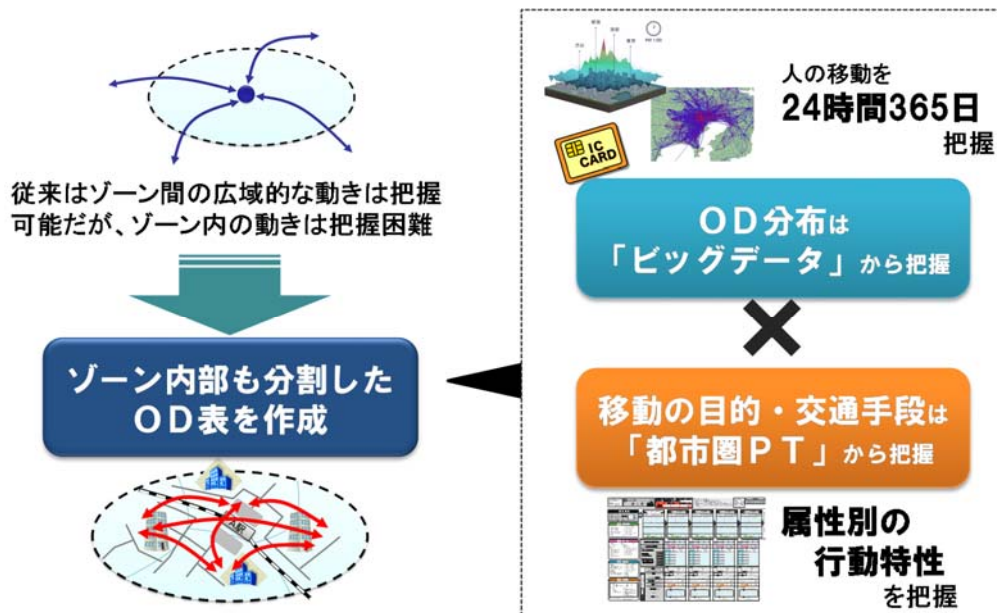 従来はゾーン間の広域的な動きは把握
可能だが、ゾーン内の動きは把握困難
ゾーン内部も分割した
OD表を作成
A駅
人の移動を
24時間365日
把握
IC
CARD
OD分布は
「ビッグデータ」から把握
×
移動の目的・交通手段は
「都市圏PT」から把握
属性別の
行動特性
を把握